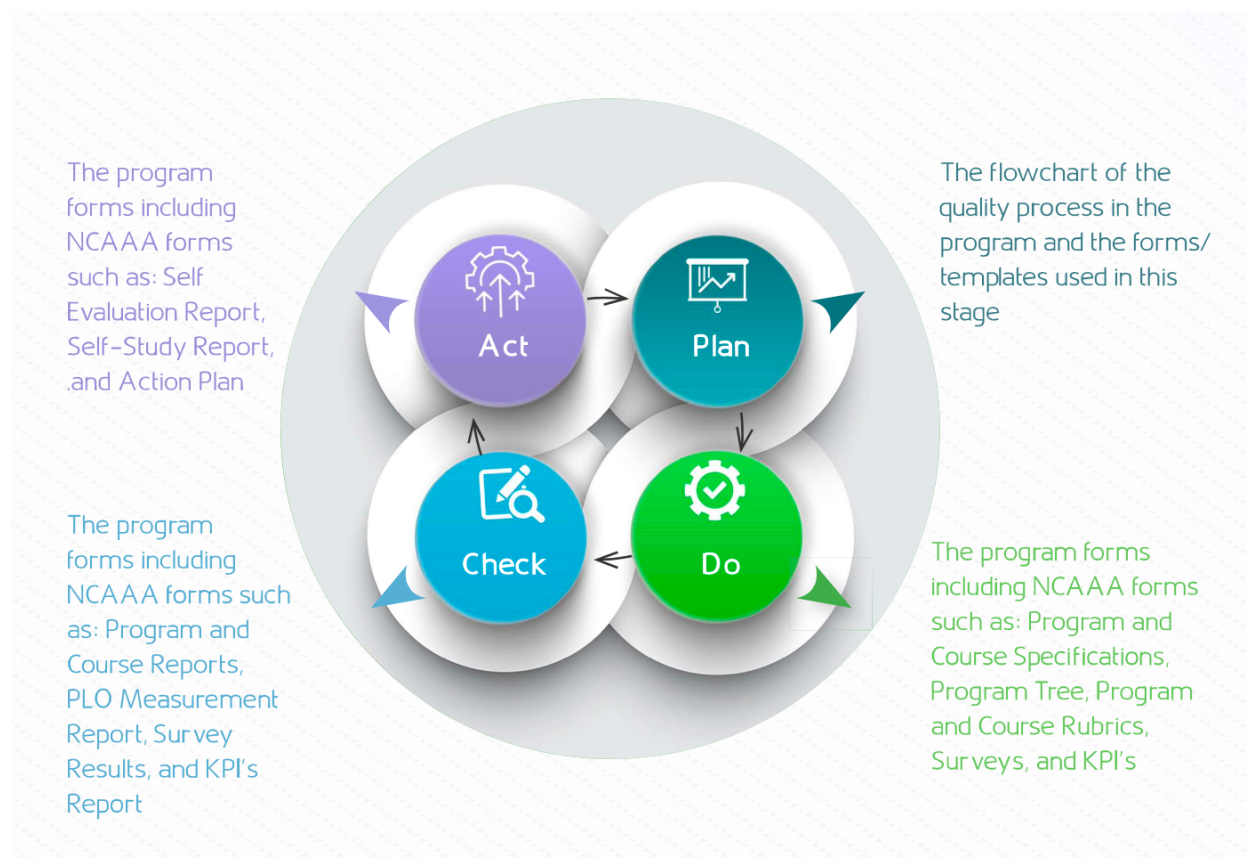 The program
forms including
NCAAA forms
such as: Self
Evaluation Report,
Self-Study Report,
.and Action Plan
Act
Plan
The flowchart of the
quality process in the
program and the forms/
templates used in this
stage
The program
forms including
NCAAA forms such
as: Program and
Course Reports,
PLO Measurement
Report, Survey
Results, and KPI's
Report
Check
Do
The program forms
including NCAAA forms
such as: Program and
Course Specifications,
Program Tree, Program
and Course Rubrics,
Surveys, and KPI's